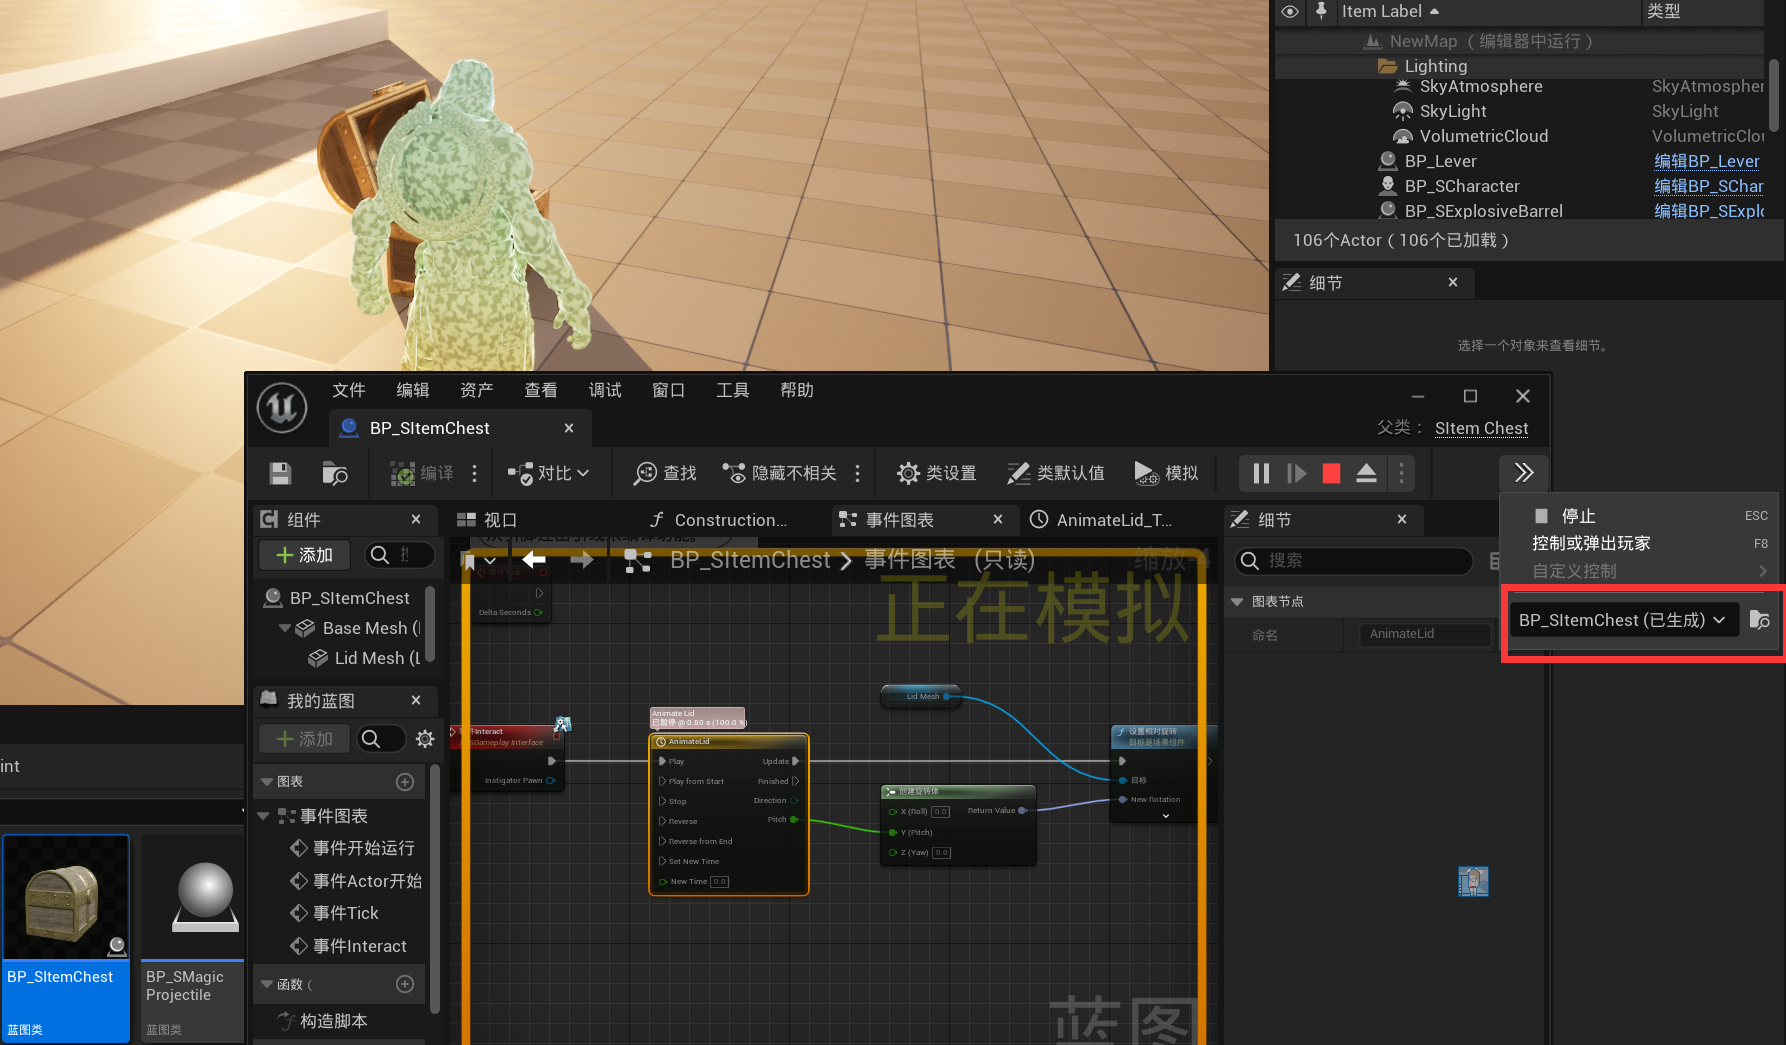 Item Label
类型
NewMap（编辑器中运行）
Lighting
SkyAtmosphere
SkyAtmospher
SkyLight
SkyLight
VolumetricCloud
VolumetricClou
BP_Lever
编辑BP_Lever
BP_SCharacter
编辑BP_SChar
BP_SExplosiveBarrel
编辑BP_SExplo
106个Actor（106个已加载）
细节
选择一个对象来查看细节。
文件
编辑
资产
查看
调试
窗口
工具
帮助
BP_SItemChest
父类：
SItem Chest
编译
对比
查找
隐藏不相关
类设置
类默认值
模拟
组件
视口
Construction...
事件图表
AnimateLid_T...
细节
停止
ESC
控制或弹出玩家
F8
自定义控制
BP_SItemChest (已生成)
添加
BP_SItemChest
Base Mesh (
Lid Mesh (L
我的蓝图
添加
图表
事件图表
事件开始运行
事件Actor开始
事件Tick
事件Interact
函数
构造脚本
BP_SItemChest
事件图表
(只读)
缩放-4
正在模拟
Delta Seconds
Lid Mesh
Animate Lid
已暂停 @ 0.50 s (100.0 %)
件Interact
SGameplay Interface
Instigator Pawn
AnimateLid
Play
Update
Play from Start
Finished
Stop
Direction
Reverse
Pitch
Reverse from End
Set New Time
New Time
0.0
创建旋转体
X (Roll)
0.0
Return Value
Y (Pitch)
Z (Yaw)
0.0
设置相对旋转
目标是场景组件
目标
New Rotation
蓝图
搜索
图表节点
命名
AnimateLid
int
BP_SItemChest
蓝图类
BP_SMagic
Projectile
蓝图类